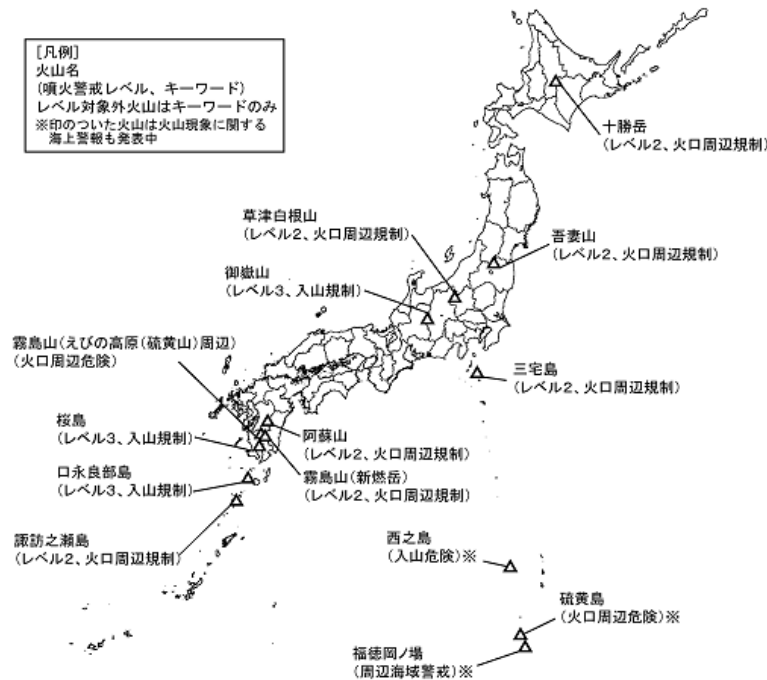 [凡例]
火山名
(噴火警戒レベル、キーワード)
レベル対象外火山はキーワードのみ
※印のついた火山は火山現象に関する
海上警報も発表中
十勝岳
(レベル2、火口周辺規制)
草津白根山
(レベル2、火口周辺規制)
吾妻山
(レベル2、火口周辺規制)
御嶽山
(レベル3、入山規制)
霧島山(えびの高原(硫黄山)周辺)
(火口周辺危険)
三宅島
(レベル2、火口周辺規制)
桜島
(レベル3、入山規制)
阿蘇山
(レベル2、火口周辺規制)
口永良部島
(レベル3、入山規制)
霧島山(新燃岳)
(レベル2、火口周辺規制)
諏訪之瀬島
(レベル2、火口周辺規制)
西之島
(入山危険)※
硫黄島
(火口周辺危険)※
福徳岡ノ場
(周辺海域警戒)※